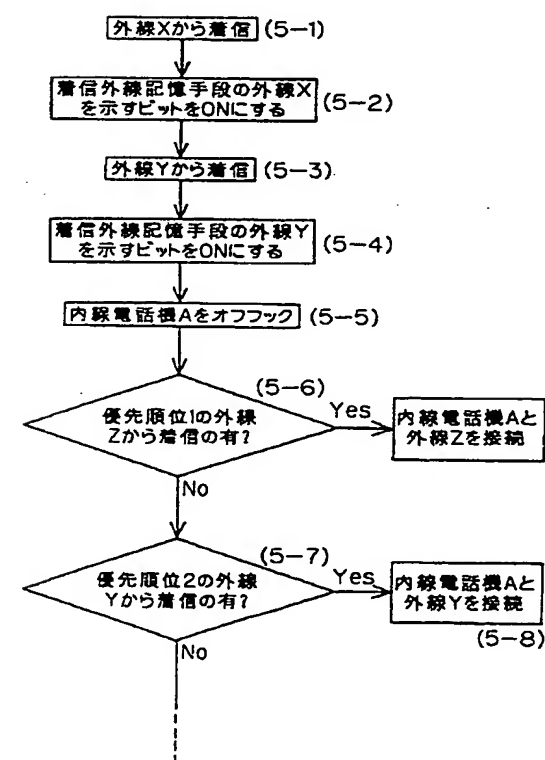 外線Xから着信 (5-1)
着信外線記憶手段の外線X
を示すビットをONにする (5-2)
外線Yから着信 (5-3)
着信外線記憶手段の外線Y
を示すビットをONにする (5-4)
内線電話機Aをオフフック (5-5)
(5-6)
優先順位1の外線
Zから着信の有?
Yes
内線電話機Aと
外線Zを接続
No
(5-7)
優先順位2の外線
Yから着信の有?
Yes
内線電話機Aと
外線Yを接続
(5-8)
No